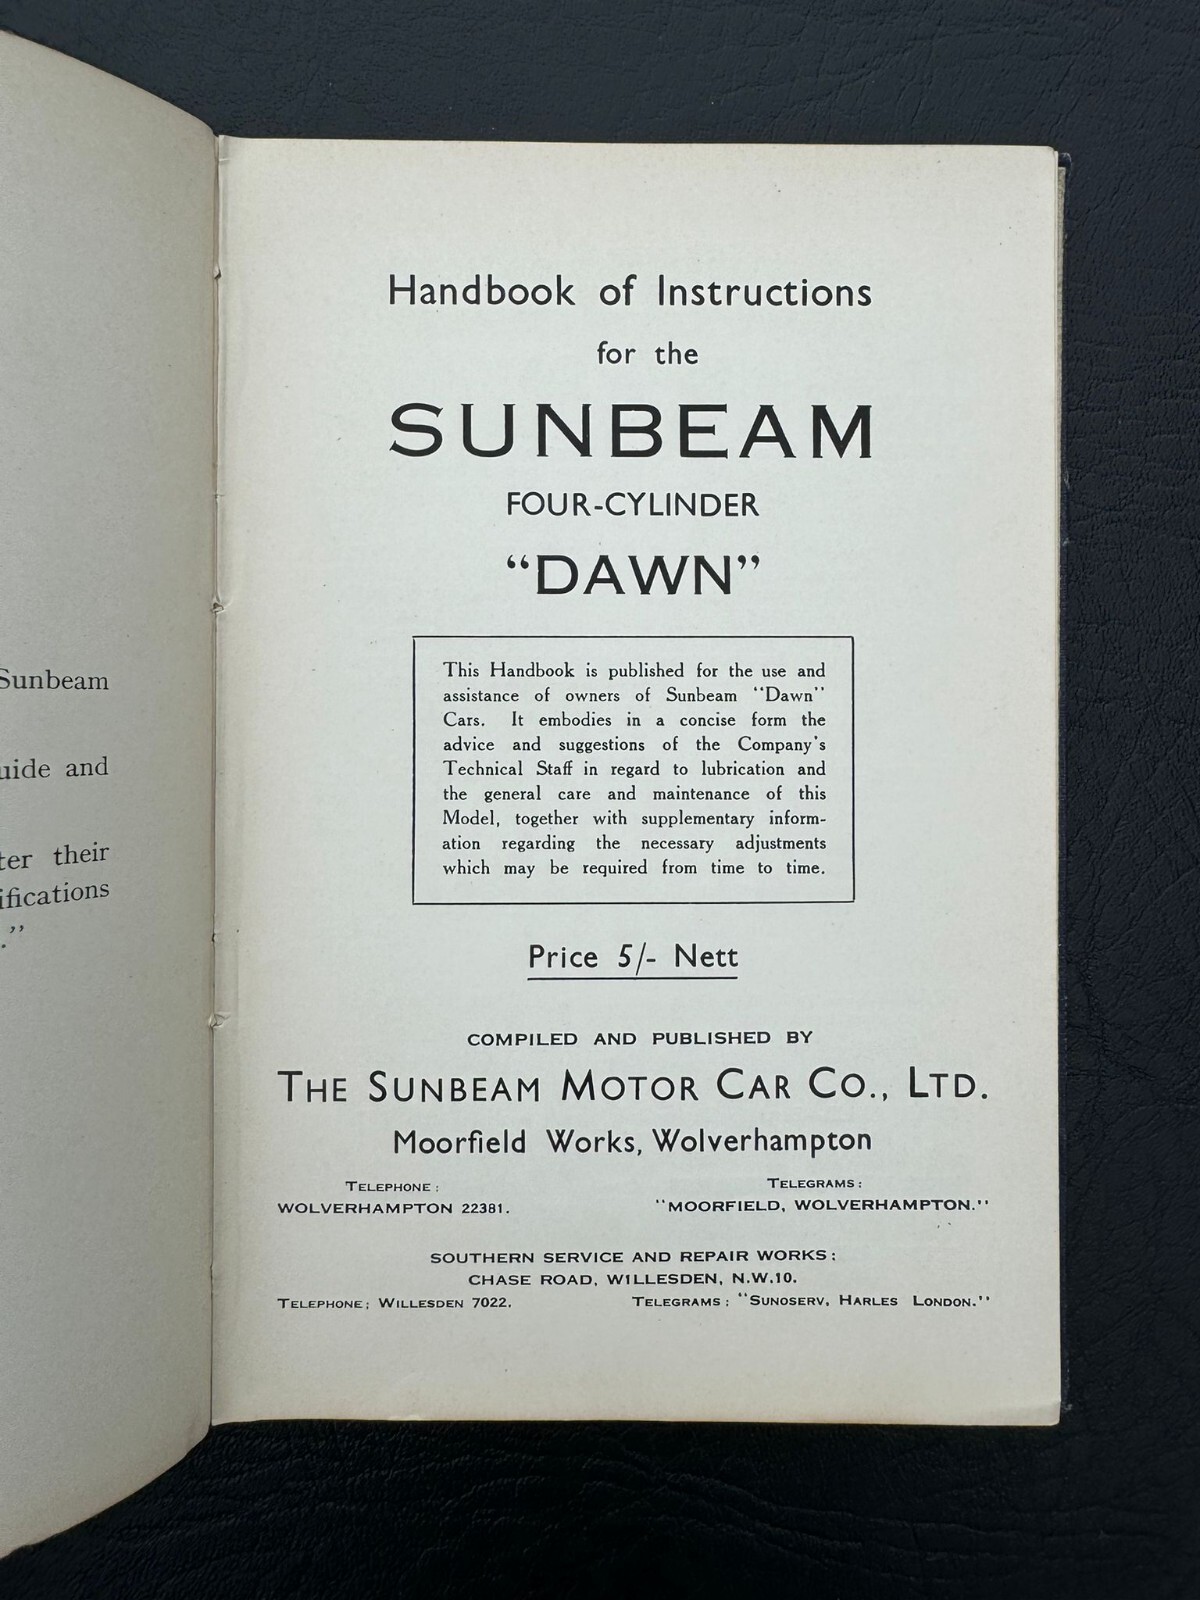 Sunbeam
and
their
."
Handbook of Instructions
for the
SUNBEAM
FOUR-CYLINDER
“DAWN”
This Handbook is published for the use and
assistance of owners of Sunbeam “Dawn”
Cars. It embodies in a concise form the
advice and suggestions of the Company's
Technical Staff in regard to lubrication and
the general care and maintenance of this
Model, together with supplementary inform-
ation regarding the necessary adjustments
which may be required from time to time.
Price 5/- Nett
COMPILED AND PUBLISHED BY
THE SUNBEAM MOTOR CAR CO., LTD.
Moorfield Works, Wolverhampton
TELEPHONE: TELEGRAMS:
WOLVERHAMPTON 22381. “MOORFIELD, WOLVERHAMPTON.”
SOUTHERN SERVICE AND REPAIR WORKS:
CHASE ROAD, WILLESDEN, N.W.10.
TELEPHONE; WILLESDEN 7022. TELEGRAMS: “SUNOSERV, HARLES LONDON.”